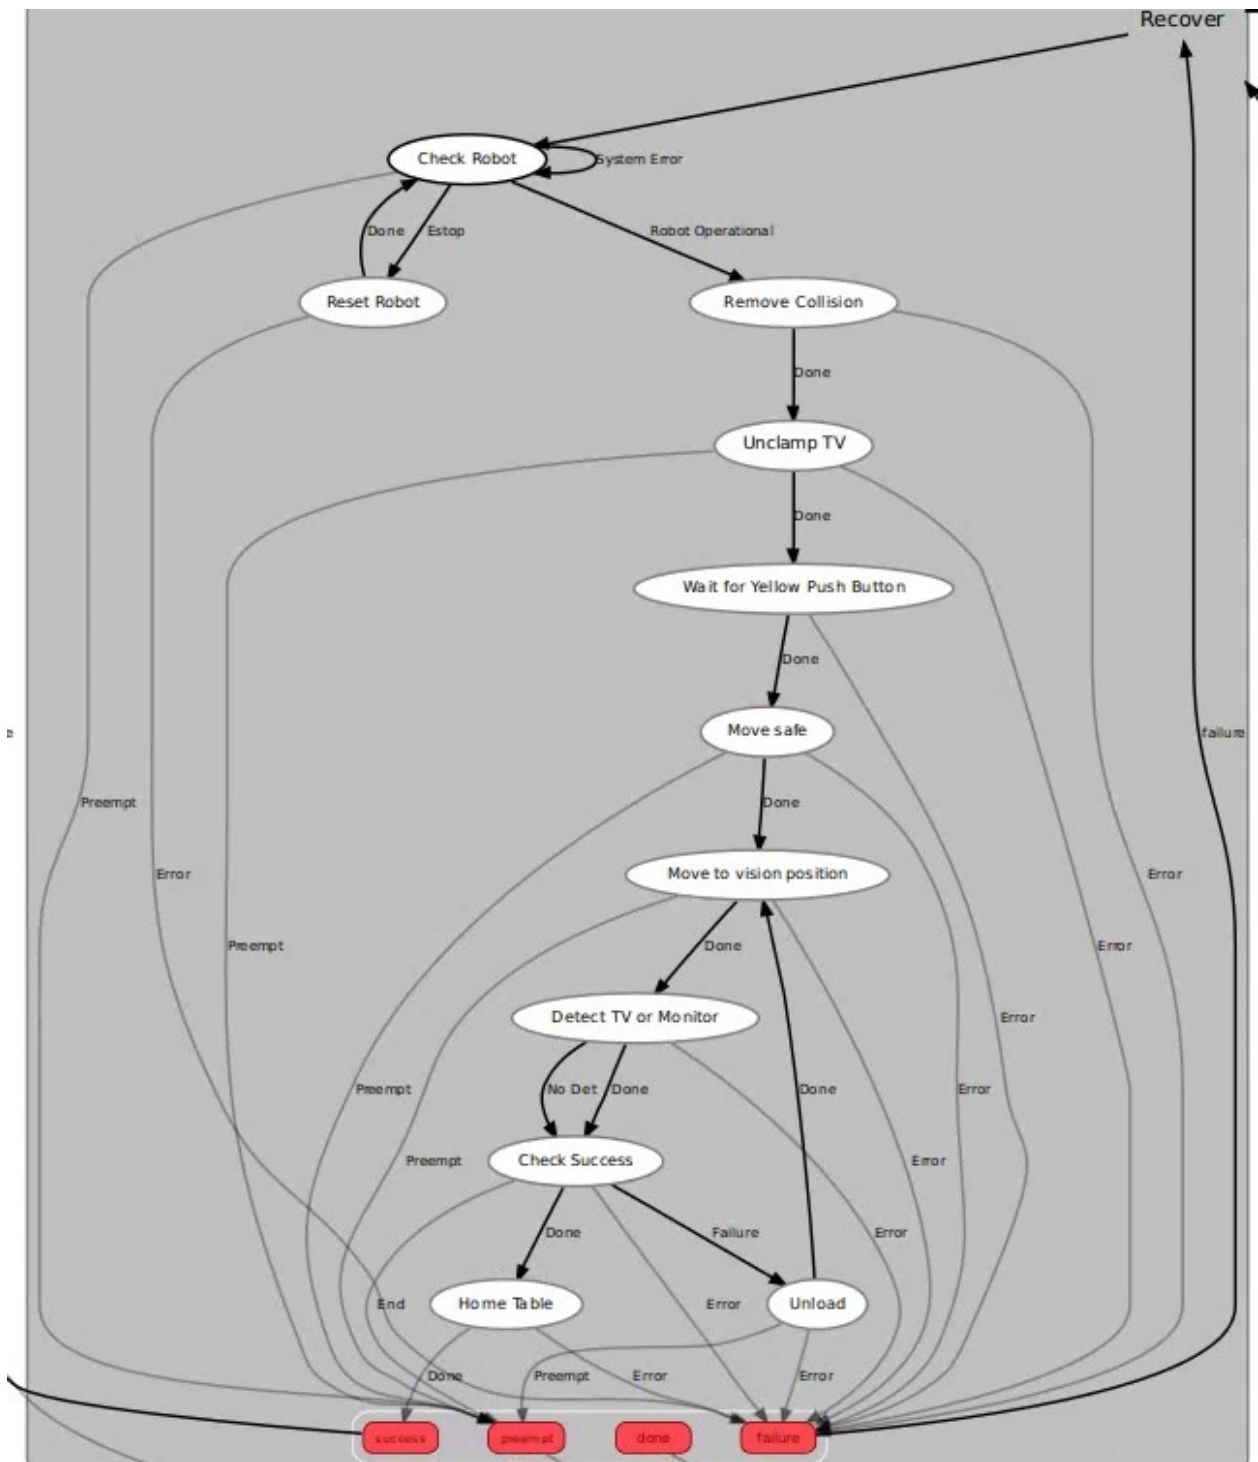 Recover
Check Robot
System Error
Done
Estop
Robot Operational
Reset Robot
Remove Collision
Done
Unclamp TV
Done
Wait for Yellow Push Button
Done
Move safe
failure
Preempt
Done
Error
Move to vision position
Error
Preempt
Done
Error
Detect TV or Monitor
Error
Preempt
No Det
Done
Done
Error
Preempt
Check Success
Error
Done
Failure
Error
End
Home Table
Error
Unload
Done
Preempt
Error
Error
success
preempt
done
failure